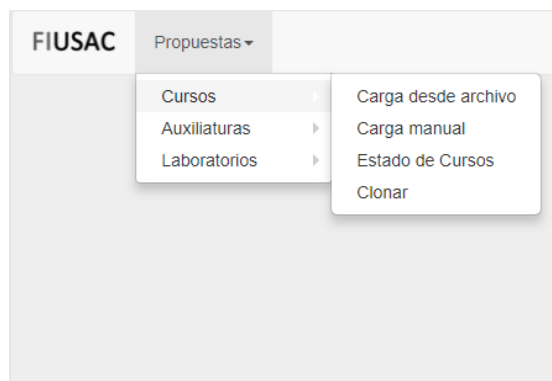 FIUSAC
Propuestas
Cursos
Auxiliaturas
Laboratorios
Carga desde archivo
Carga manual
Estado de Cursos
Clonar